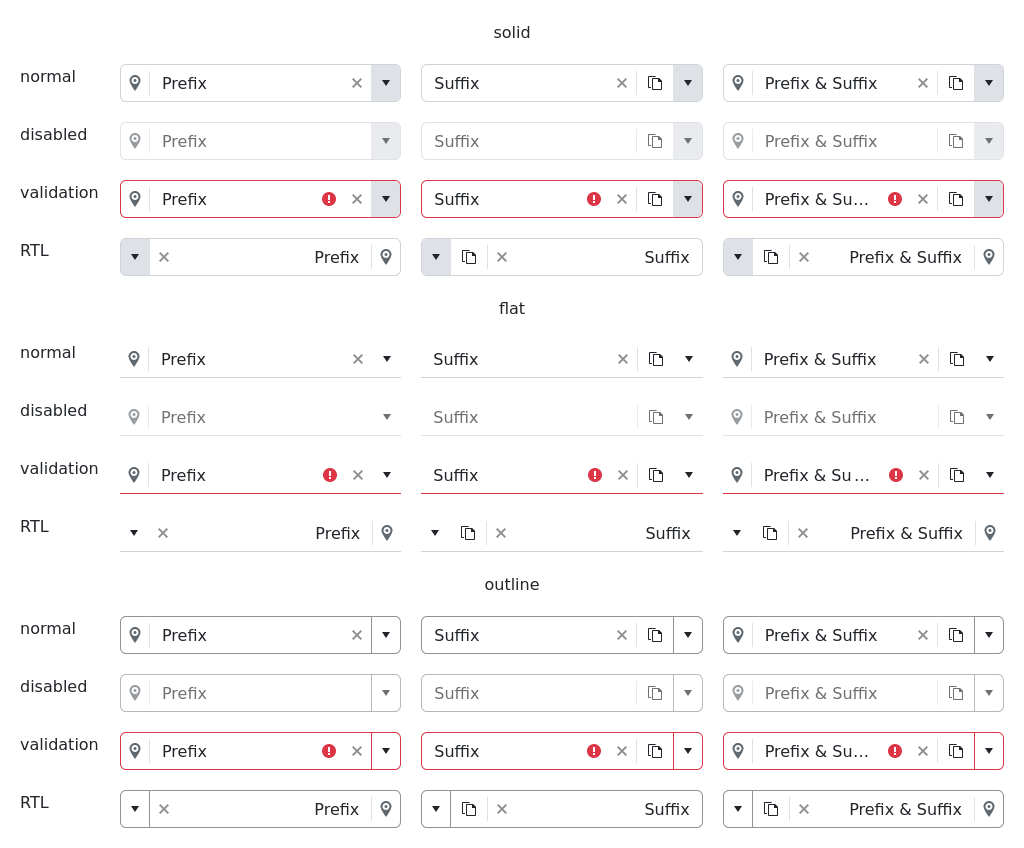 solid
normal Prefix Suffix Prefix & Suffix
disabled Prefix Suffix Prefix & Suffix
validation Prefix Suffix Prefix & Su…
RTL Prefix Suffix Prefix & Suffix
flat
normal Prefix Suffix Prefix & Suffix
disabled Prefix Suffix Prefix & Suffix
validation Prefix Suffix Prefix & Su…
RTL Prefix Suffix Prefix & Suffix
outline
normal Prefix Suffix Prefix & Suffix
disabled Prefix Suffix Prefix & Suffix
validation Prefix Suffix Prefix & Su…
RTL Prefix Suffix Prefix & Suffix